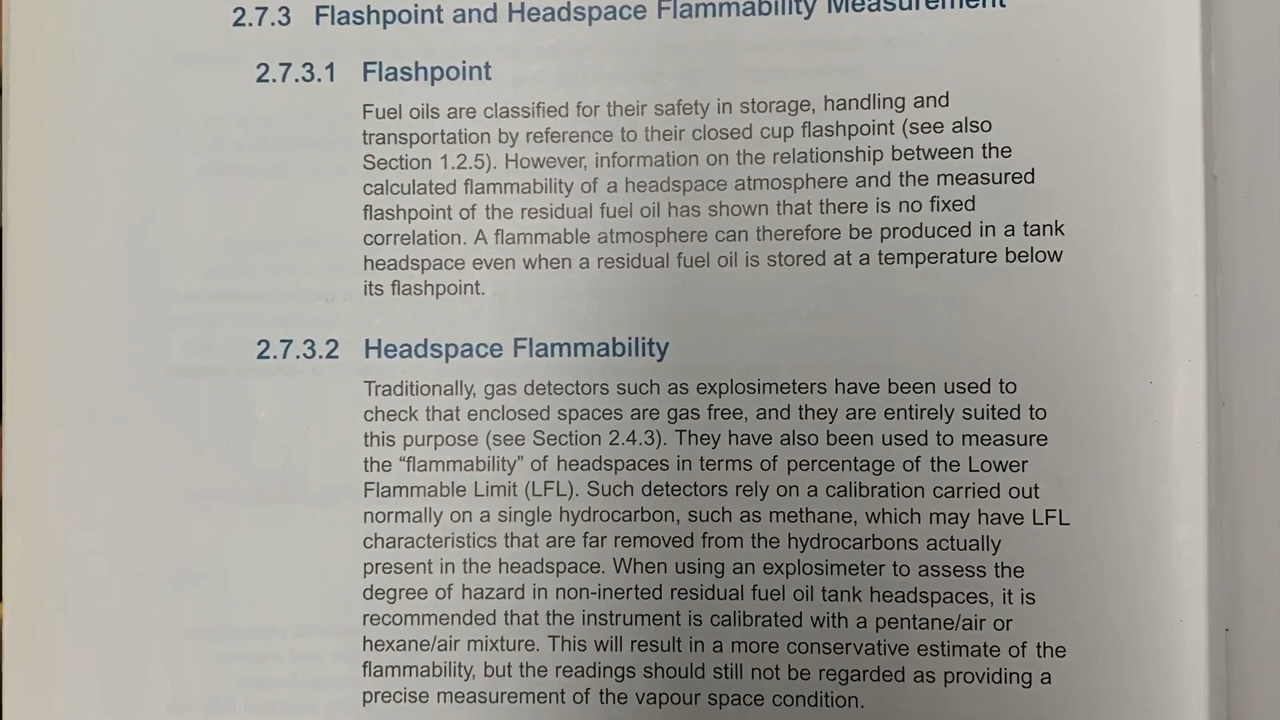 2.7.3 Flashpoint and Headspace Flammability Measurement
2.7.3.1 Flashpoint
Fuel oils are classified for their safety in storage, handling and
transportation by reference to their closed cup flashpoint (see also
Section 1.2.5). However, information on the relationship between the
calculated flammability of a headspace atmosphere and the measured
flashpoint of the residual fuel oil has shown that there is no fixed
correlation. A flammable atmosphere can therefore be produced in a tank
headspace even when a residual fuel oil is stored at a temperature below
its flashpoint.
2.7.3.2 Headspace Flammability
Traditionally, gas detectors such as explosimeters have been used to
check that enclosed spaces are gas free, and they are entirely suited to
this purpose (see Section 2.4.3). They have also been used to measure
the “flammability” of headspaces in terms of percentage of the Lower
Flammable Limit (LFL). Such detectors rely on a calibration carried out
normally on a single hydrocarbon, such as methane, which may have LFL
characteristics that are far removed from the hydrocarbons actually
present in the headspace. When using an explosimeter to assess the
degree of hazard in non-inerted residual fuel oil tank headspaces, it is
recommended that the instrument is calibrated with a pentane/air or
hexane/air mixture. This will result in a more conservative estimate of the
flammability, but the readings should still not be regarded as providing a
precise measurement of the vapour space condition.